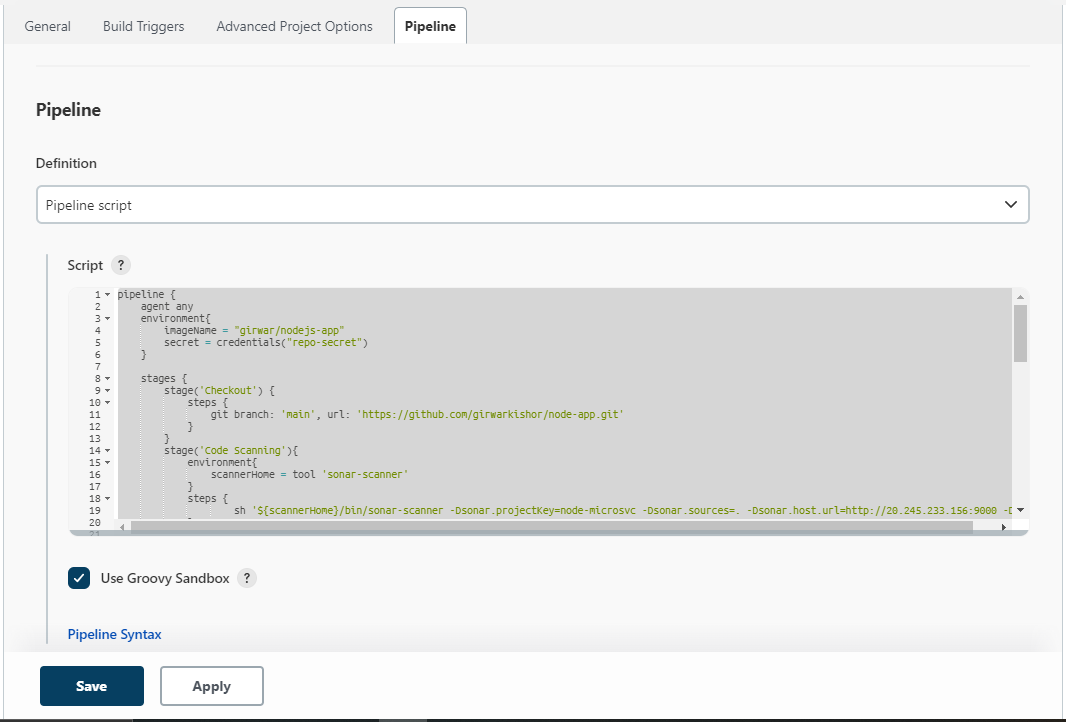 General Build Triggers Advanced Project Options Pipeline
Pipeline
Definition
Pipeline script
Script ?
1 pipeline {
2 agent any
3 environment{
4 imageName = "girwar/nodejs-app"
5 secret = credentials("repo-secret")
6 }
7
8 stages {
9 stage('Checkout') {
10 steps {
11 git branch: 'main', url: 'https://github.com/girwarkishor/node-app.git'
12 }
13 }
14 stage('Code Scanning'){
15 environment{
16 scannerHome = tool 'sonar-scanner'
17 }
18 steps {
19 sh '${scannerHome}/bin/sonar-scanner -Dsonar.projectKey=node-microsvc -Dsonar.sources=. -Dsonar.host.url=http://20.245.233.156:9000 -D
20
21
Use Groovy Sandbox ?
Pipeline Syntax
Save Apply